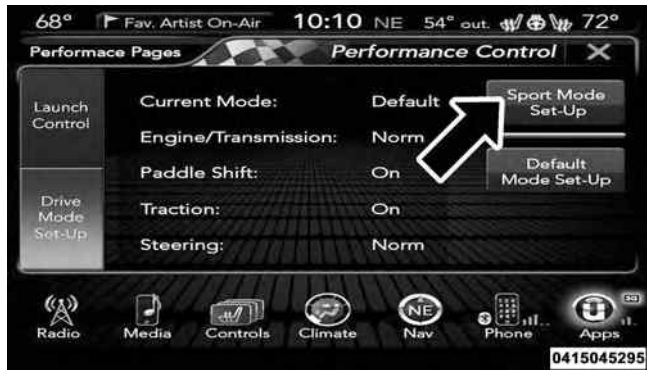 68° Fav. Artist On-Air 10:10 NE 54° out. 72°
Performace Pages Performance Control
Launch
Control
Current Mode: Default
Sport Mode
Set-Up
Engine/Transmission: Norm
Paddle Shift: On
Default
Mode Set-Up
Drive
Mode
Set-Up
Traction: On
Steering: Norm
NE
3G
Radio Media Controls Climate Nav Phone Apps
0415045295